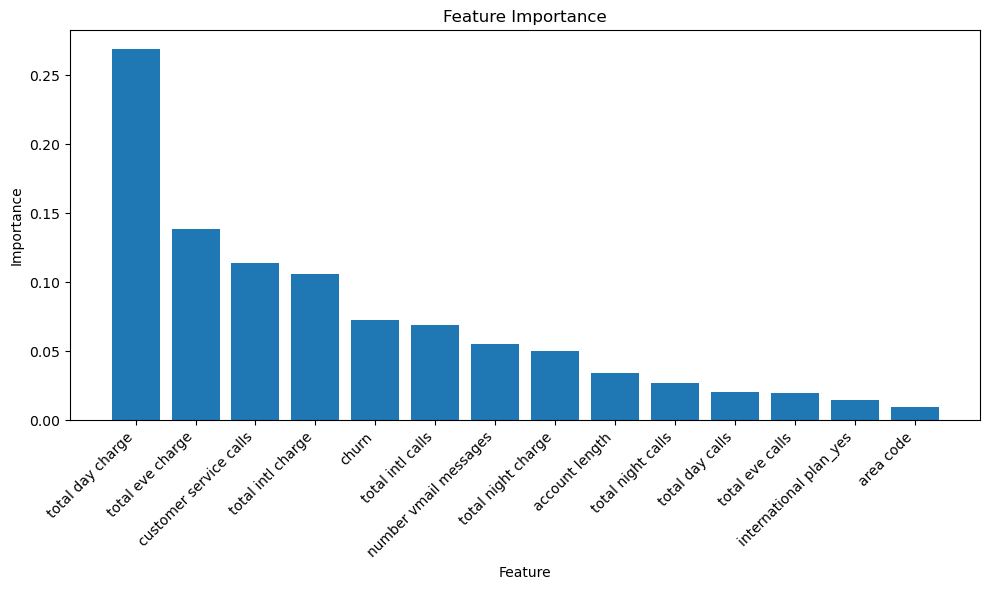 Feature Importance
Importance
0.25
0.20
0.15
0.10
0.05
0.00
total day charge
total eve charge
customer service calls
total intl charge
churn
total intl calls
number vmail messages
total night charge
account length
total night calls
total day calls
total eve calls
international plan_yes
area code
Feature